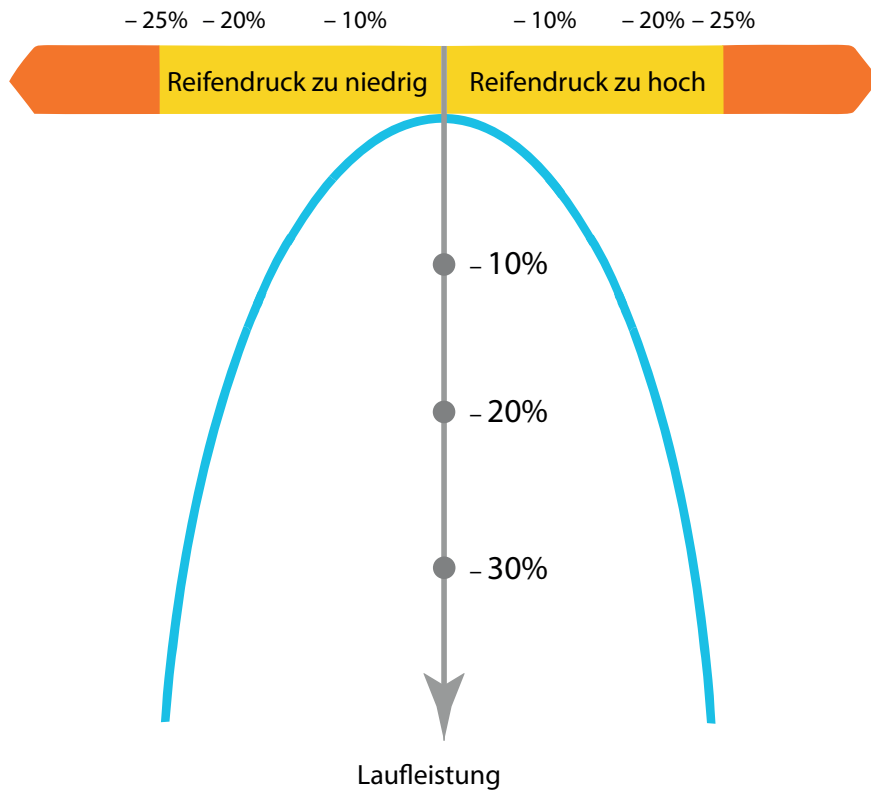 – 25% – 20% – 10% – 10% – 20% – 25%
Reifendruck zu niedrig Reifendruck zu hoch
– 10%
– 20%
– 30%
Laufleistung